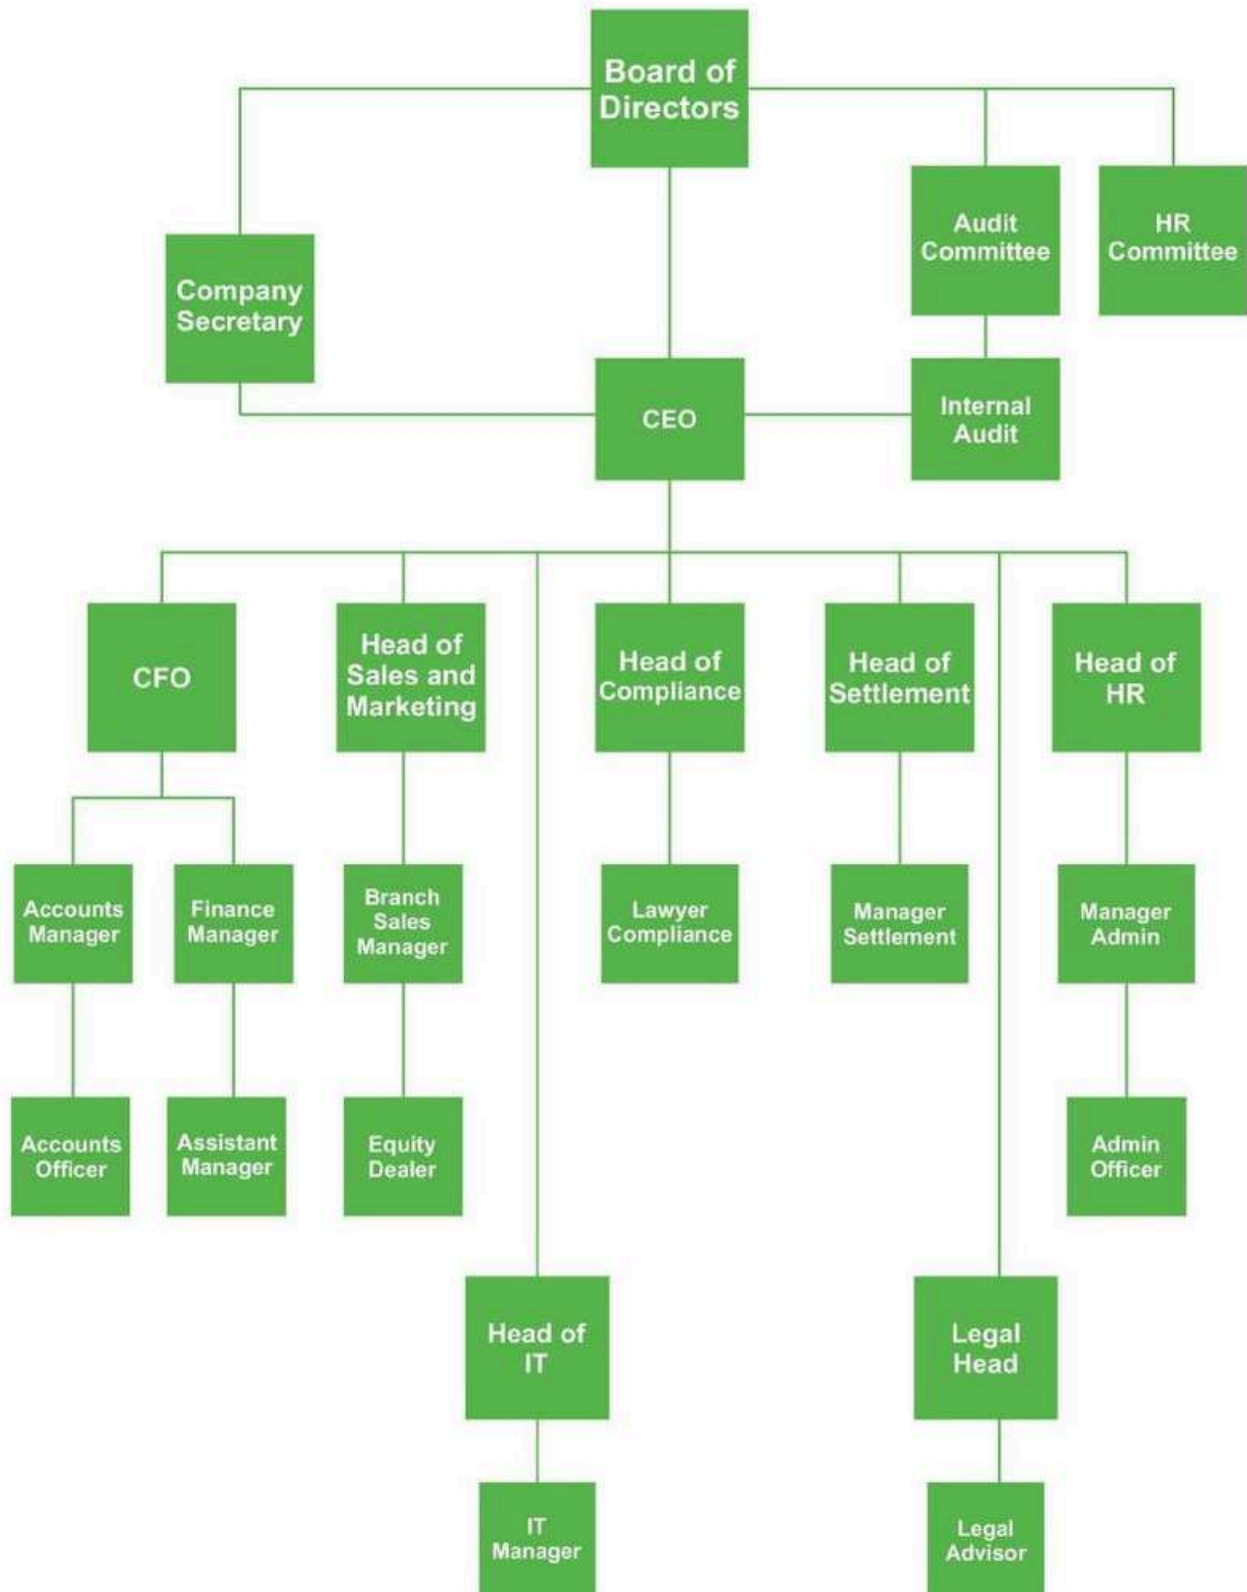 Board of
Directors
Audit
Committee
HR
Committee
Company
Secretary
CEO
Internal
Audit
CFO
Head of
Sales and
Marketing
Head of
Compliance
Head of
Settlement
Head of
HR
Accounts
Manager
Finance
Manager
Branch
Sales
Manager
Lawyer
Compliance
Manager
Settlement
Manager
Admin
Accounts
Officer
Assistant
Manager
Equity
Dealer
Admin
Officer
Head of
IT
Legal
Head
IT
Manager
Legal
Advisor